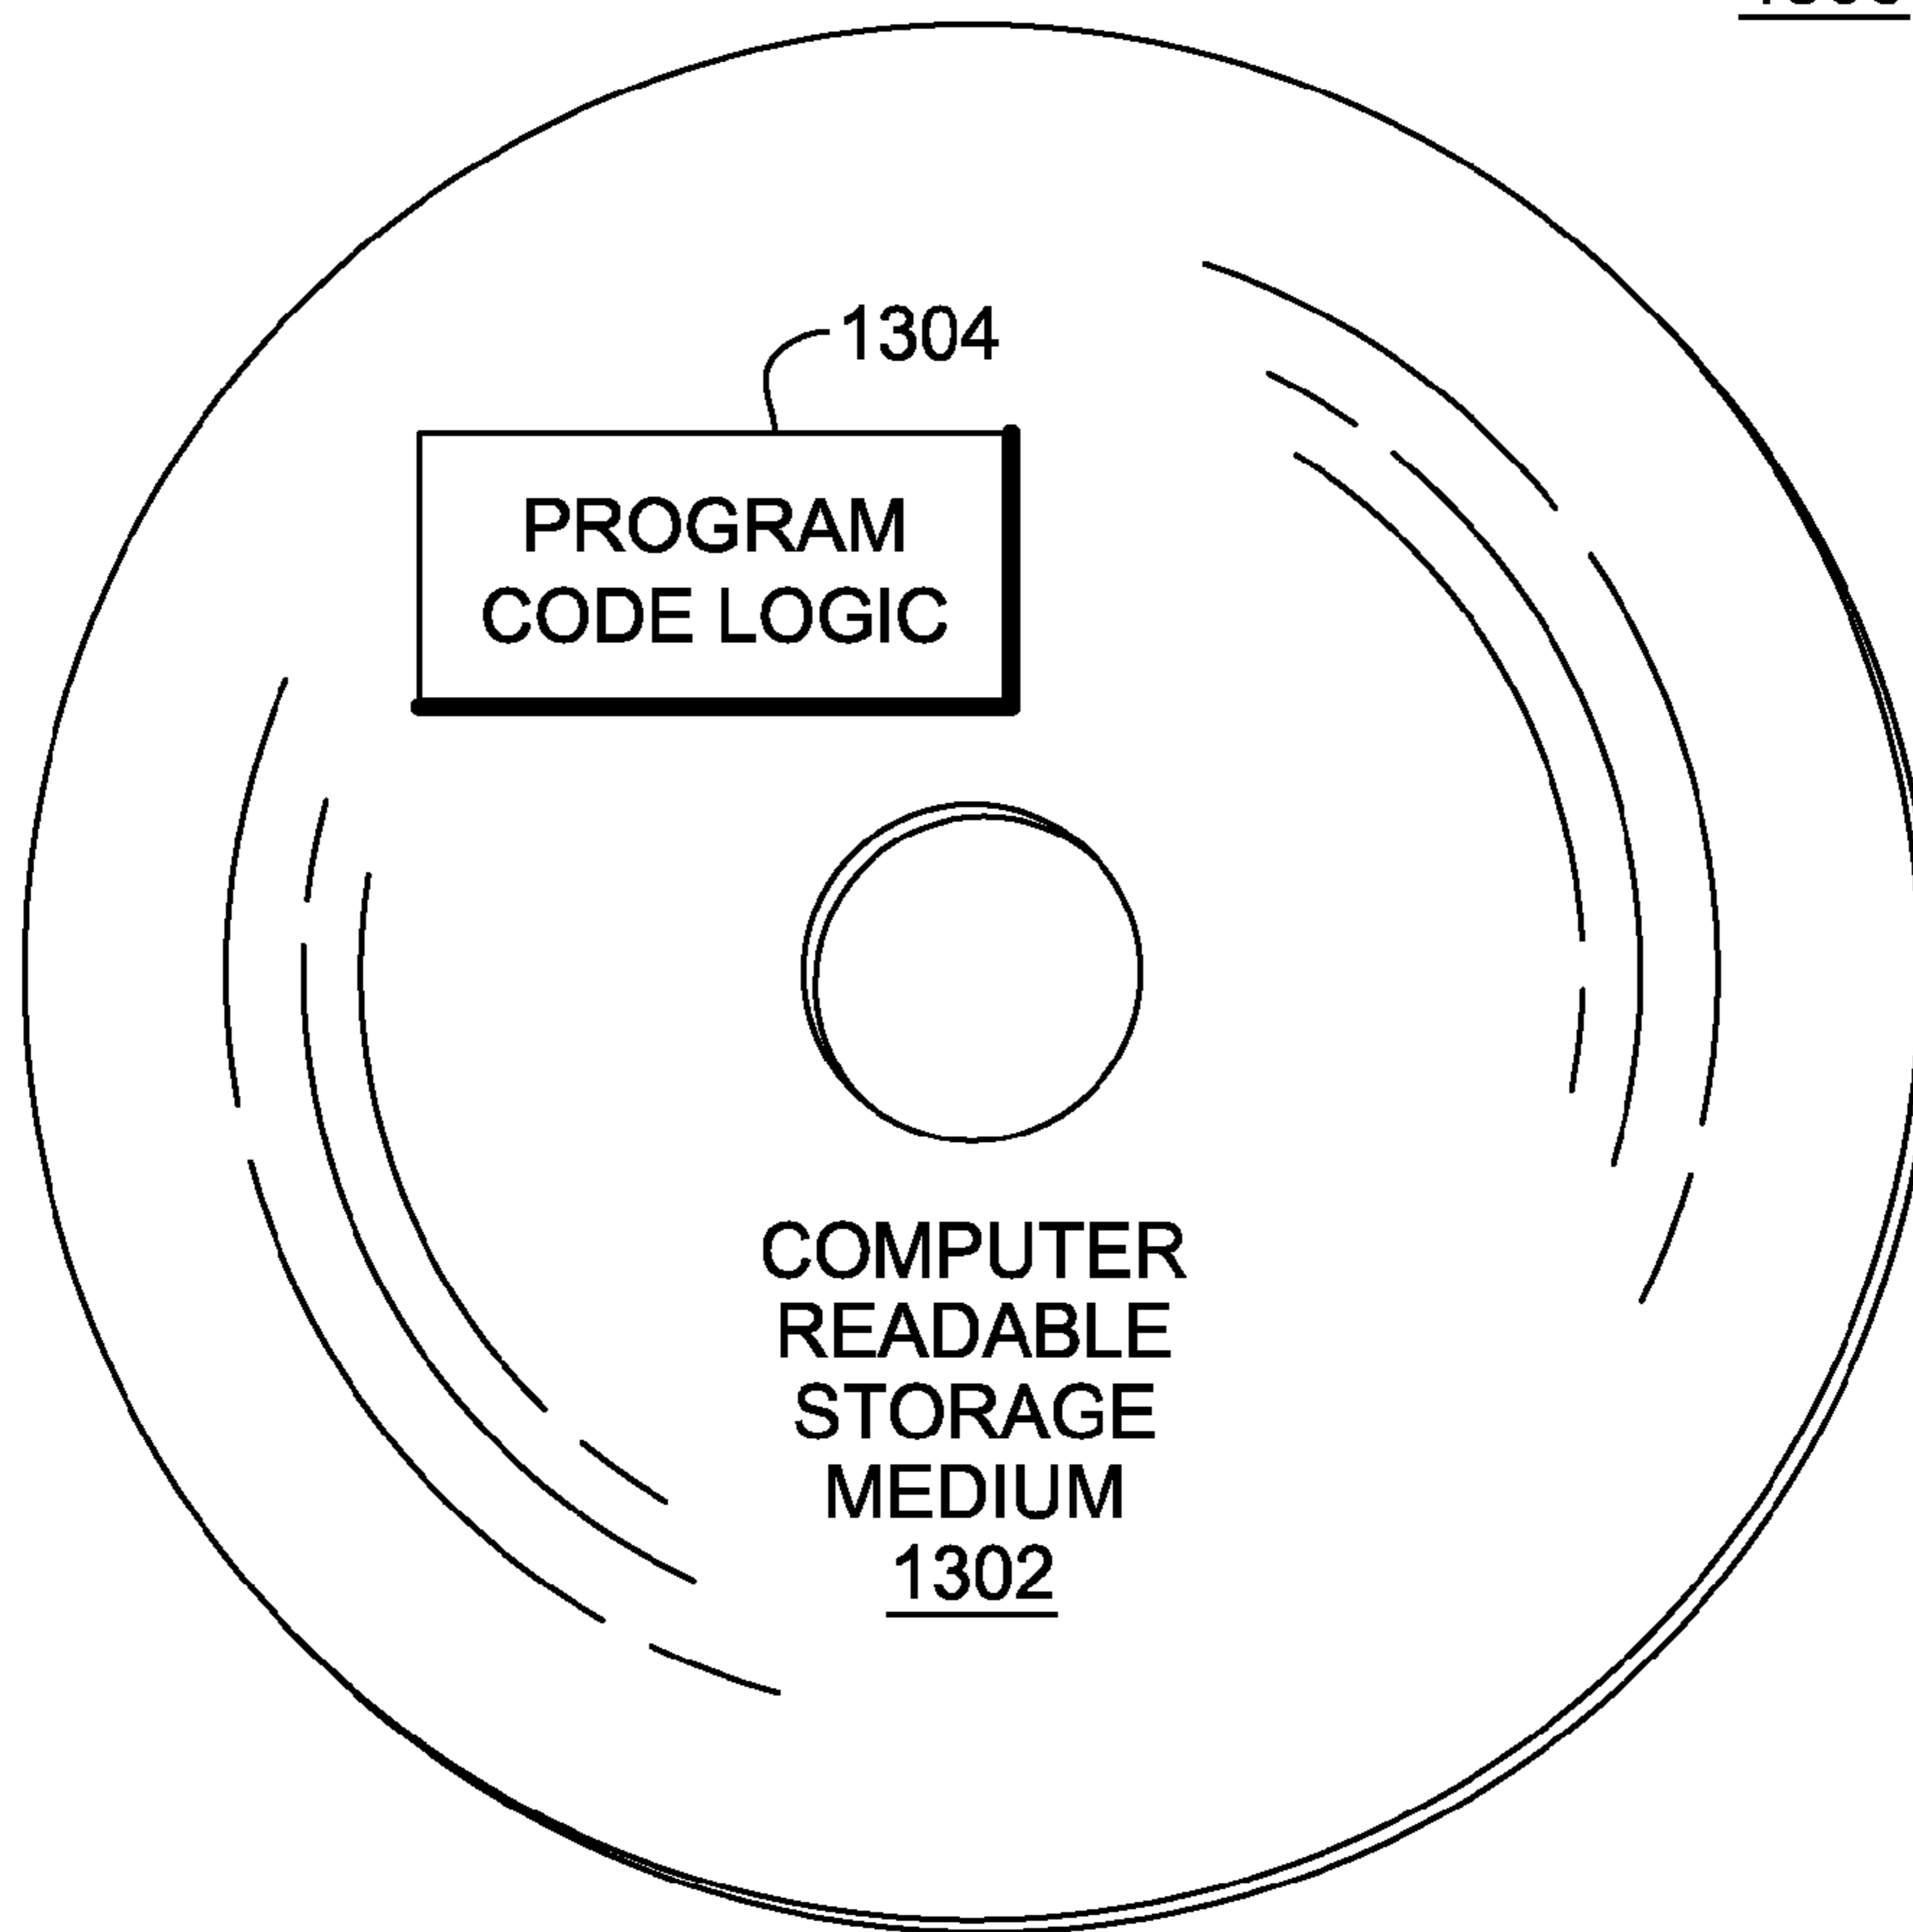 1304
PROGRAM
CODE LOGIC
COMPUTER
READABLE
STORAGE
MEDIUM
1302